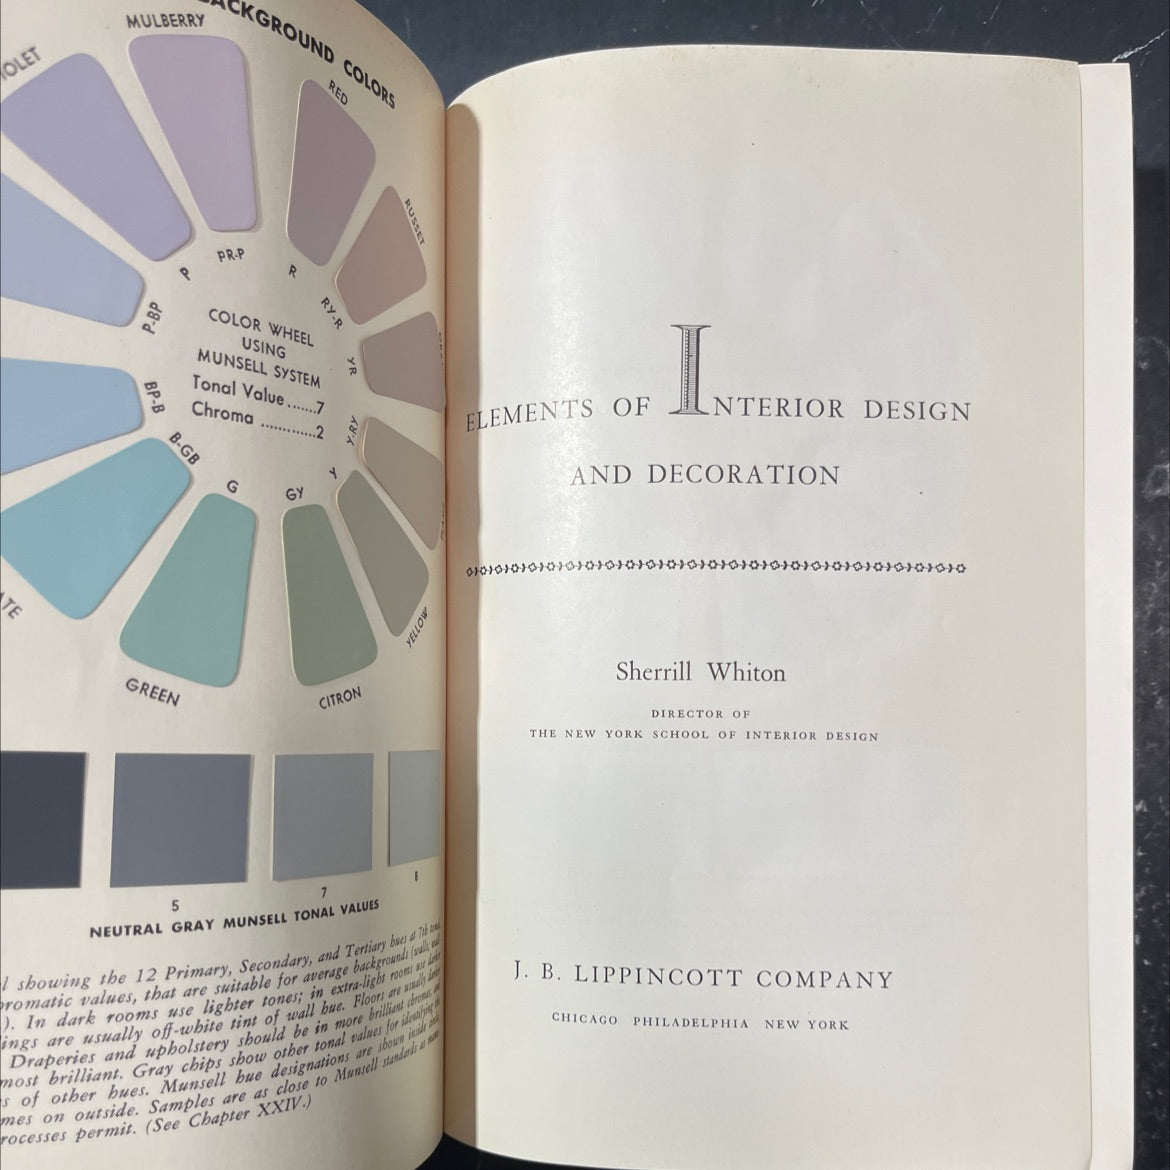 BACKGROUND COLORS
MULBERRY
VIOLET
RED
RUSSET
PR-P
P
R
P-BP
RY-R
YR
BP-B
Y-RY
B-GB
Y
G
GY
COLOR WHEEL
USING
MUNSELL SYSTEM
Tonal Value.......7
Chroma ............2
YELLOW
GREEN
CITRON
5
7
8
NEUTRAL GRAY MUNSELL TONAL VALUES
showing the 12 Primary, Secondary, and Tertiary hues at 7th tonal
values, that are suitable for average backgrounds (walls,
). In dark rooms use lighter tones; in extra-light rooms use darker
are usually off-white tint of wall hue. Floors are usually darker
Draperies and upholstery should be in more brilliant chromas, and
most brilliant. Gray chips show other tonal values for identifying the
of other hues. Munsell hue designations are shown inside circle,
on outside. Samples are as close to Munsell standards as
permit. (See Chapter XXIV.)
ELEMENTS OF INTERIOR DESIGN
AND DECORATION
Sherrill Whiton
DIRECTOR OF
THE NEW YORK SCHOOL OF INTERIOR DESIGN
J. B. LIPPINCOTT COMPANY
CHICAGO PHILADELPHIA NEW YORK